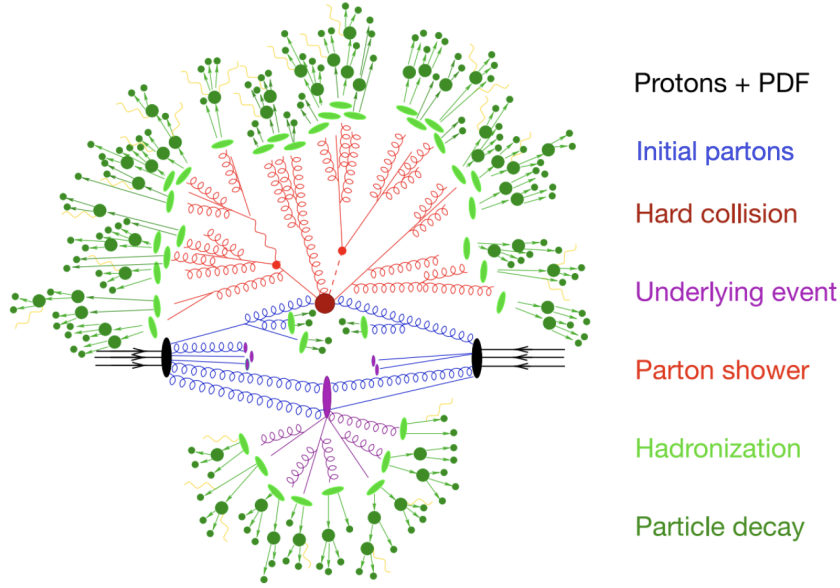 Protons + PDF
Initial partons
Hard collision
Underlying event
Parton shower
Hadronization
Particle decay